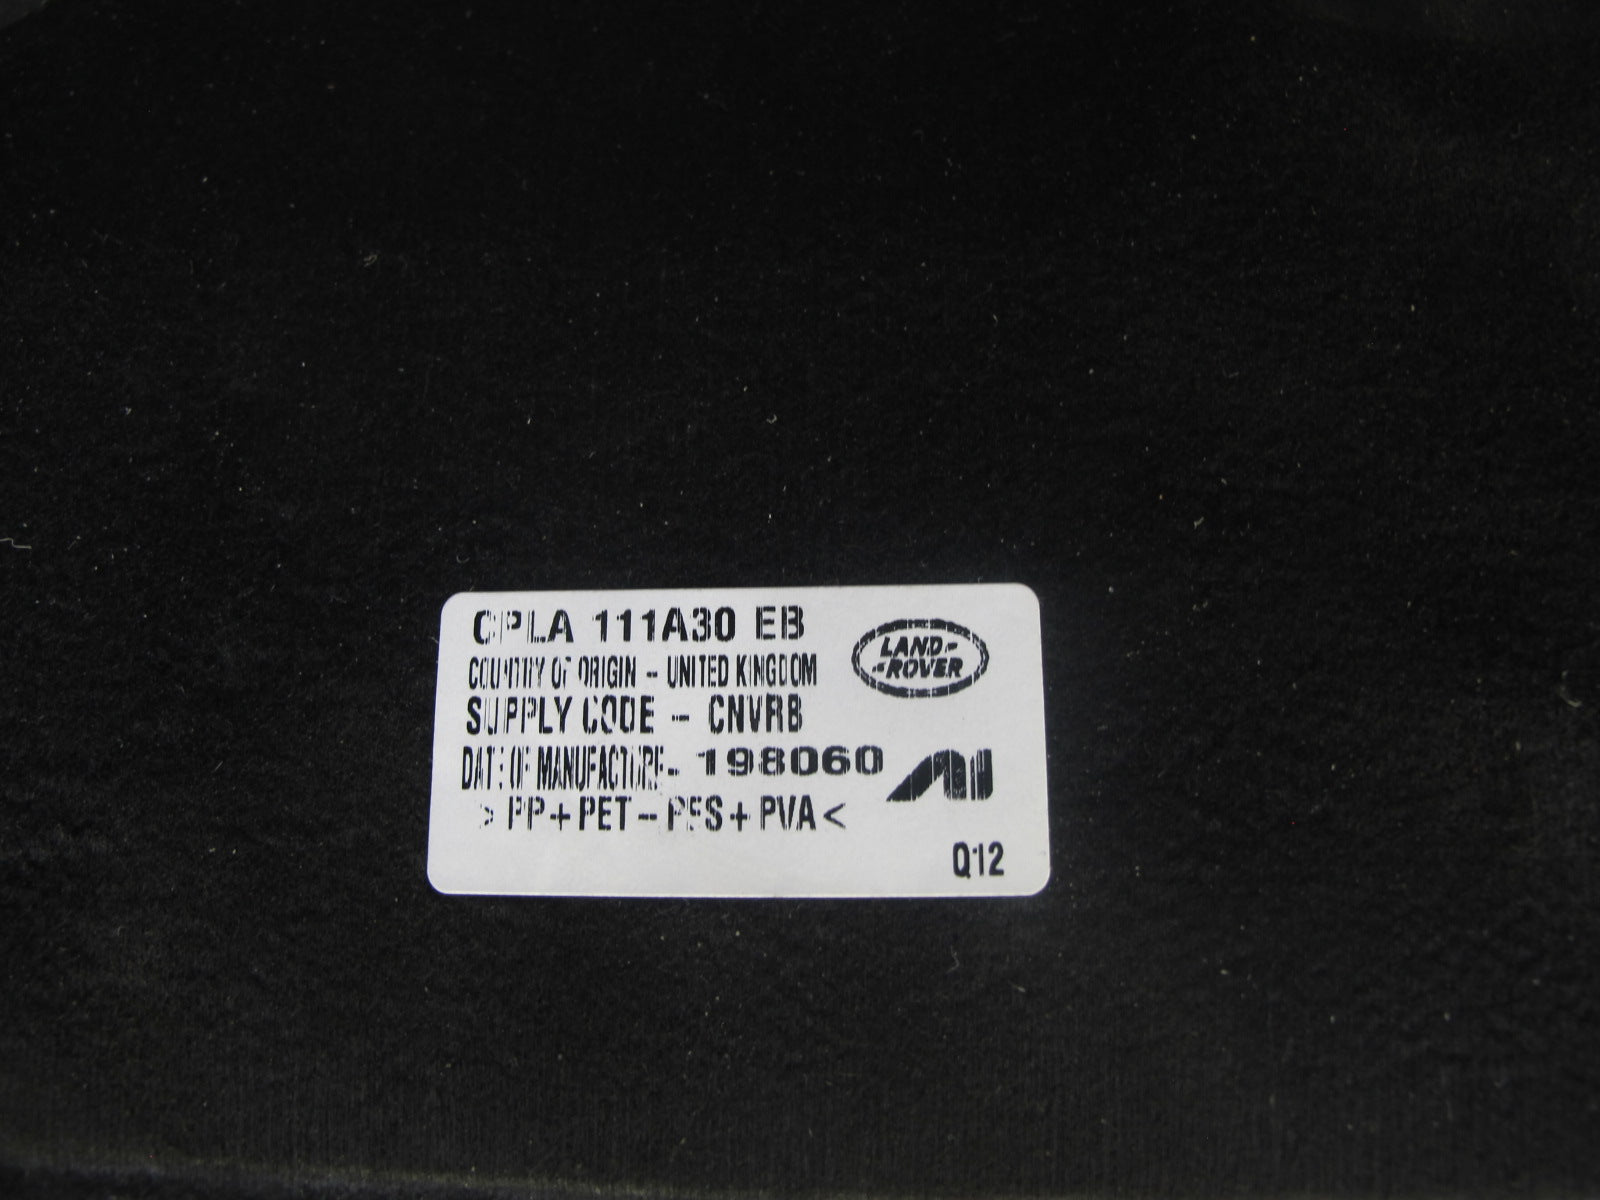 CPLA 111A30 EB
LAND-
-ROVER
COUNTRY OF ORIGIN - UNITED KINGDOM
SUPPLY CODE - CNVRB
DATE OF MANUFACTURE - 198060
AI
>PP+PET-PES+PVA<
Q12